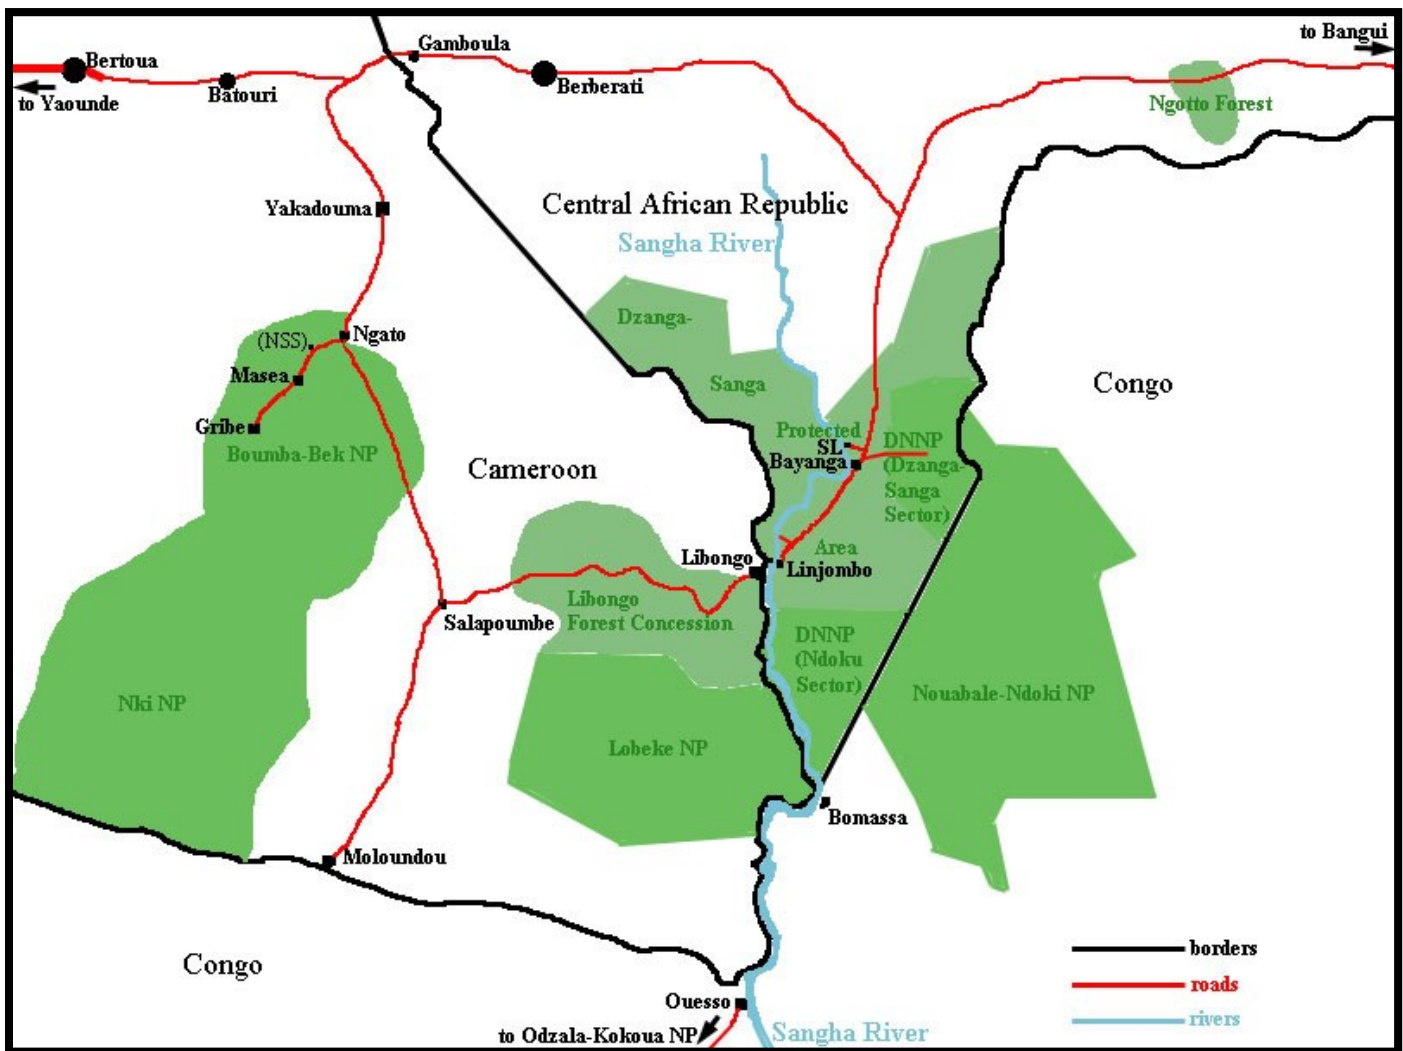 to Bangui
Gamboula
Bertoua
Berberati
Batouri
to Yaounde
Ngotto Forest
Central African Republic
Yakadouma
Sangha River
Dzanga-
(NSS)
Ngato
Masea
Sanga
Congo
Gribe
Protected
SL
DNNP
Boumba-Bek NP
Bayanga
(Dzanga-
Cameroon
Sanga
Sector)
Area
Libongo
Linjombo
Libongo
Forest Concession
Salapoumbe
DNNP
(Ndoku
Sector)
Nouabale-Ndoki NP
Nki NP
Lobeke NP
Bomassa
Moloundou
Congo
borders
roads
rivers
Ouesso
to Odzala-Kokoua NP
Sangha River